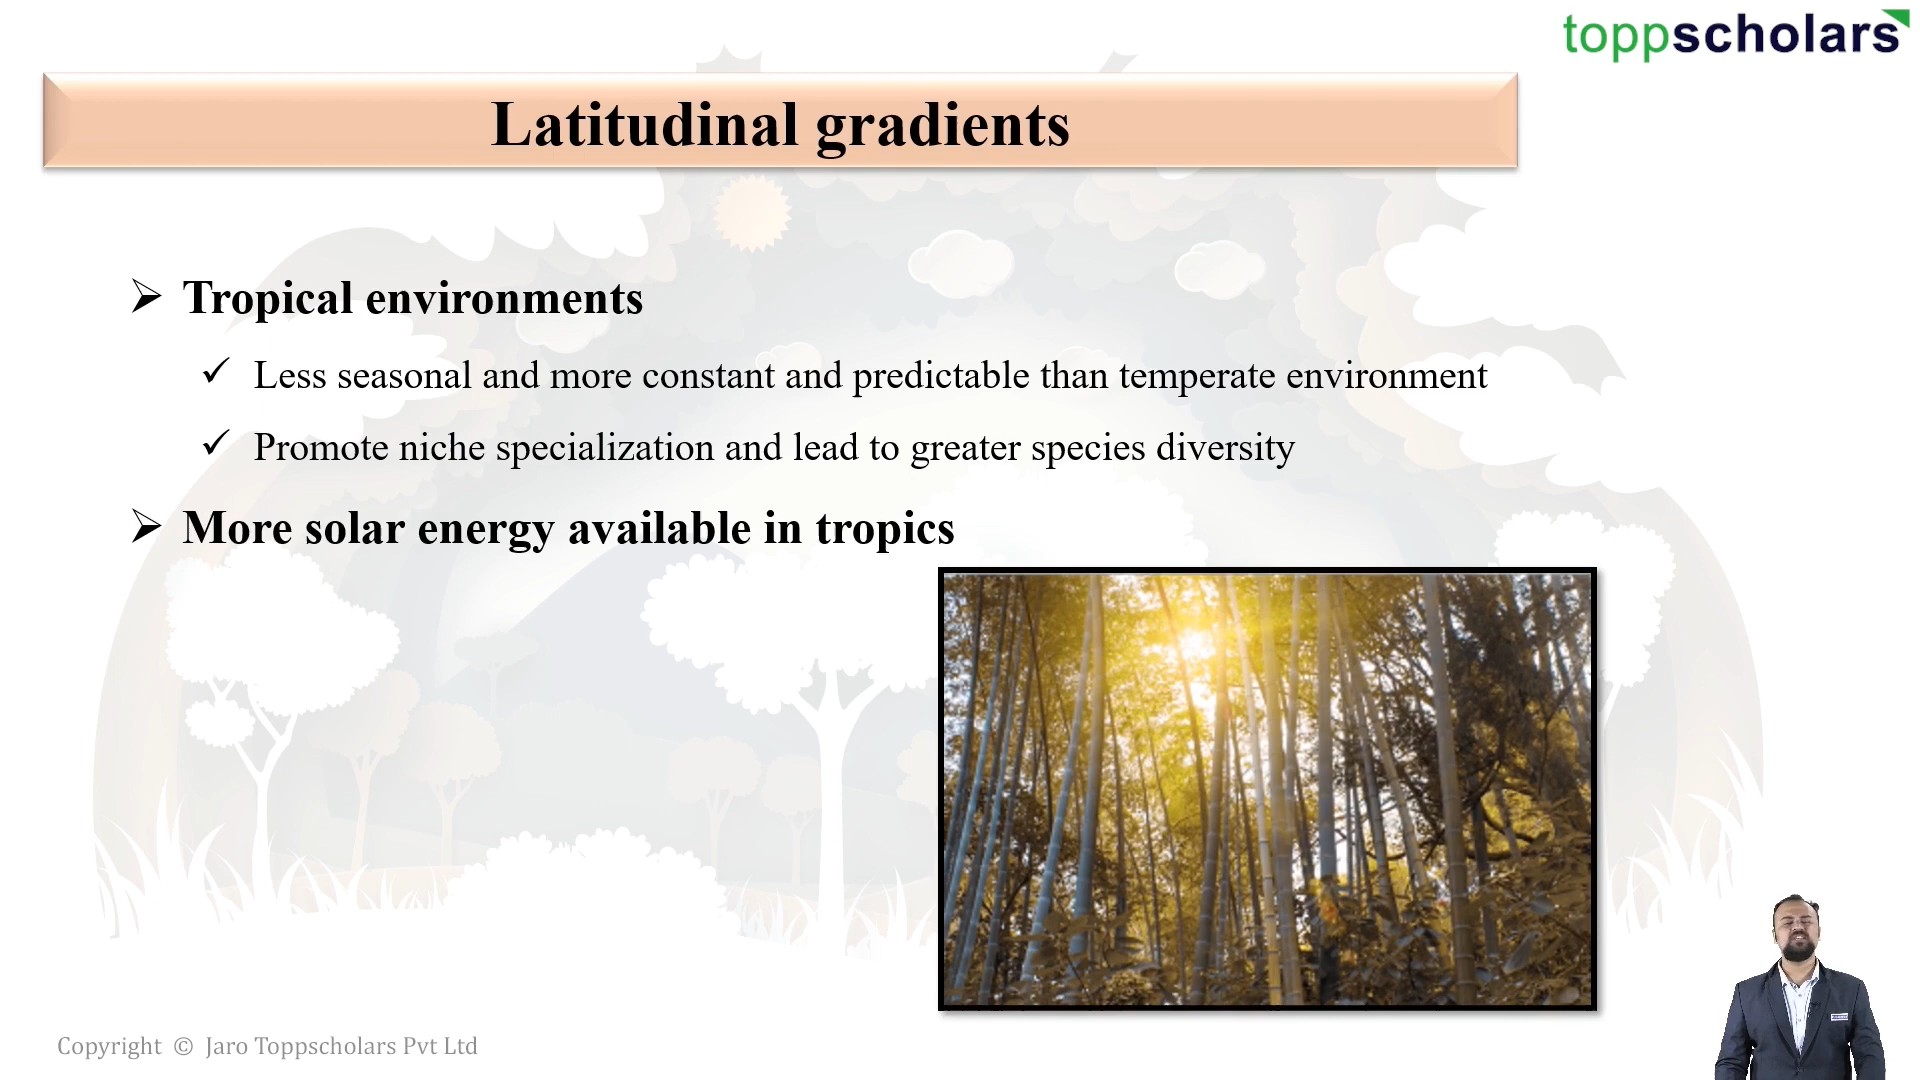 toppscholars
Latitudinal gradients
➢ Tropical environments
✓ Less seasonal and more constant and predictable than temperate environment
✓ Promote niche specialization and lead to greater species diversity
➢ More solar energy available in tropics
Copyright © Jaro Toppscholars Pvt Ltd